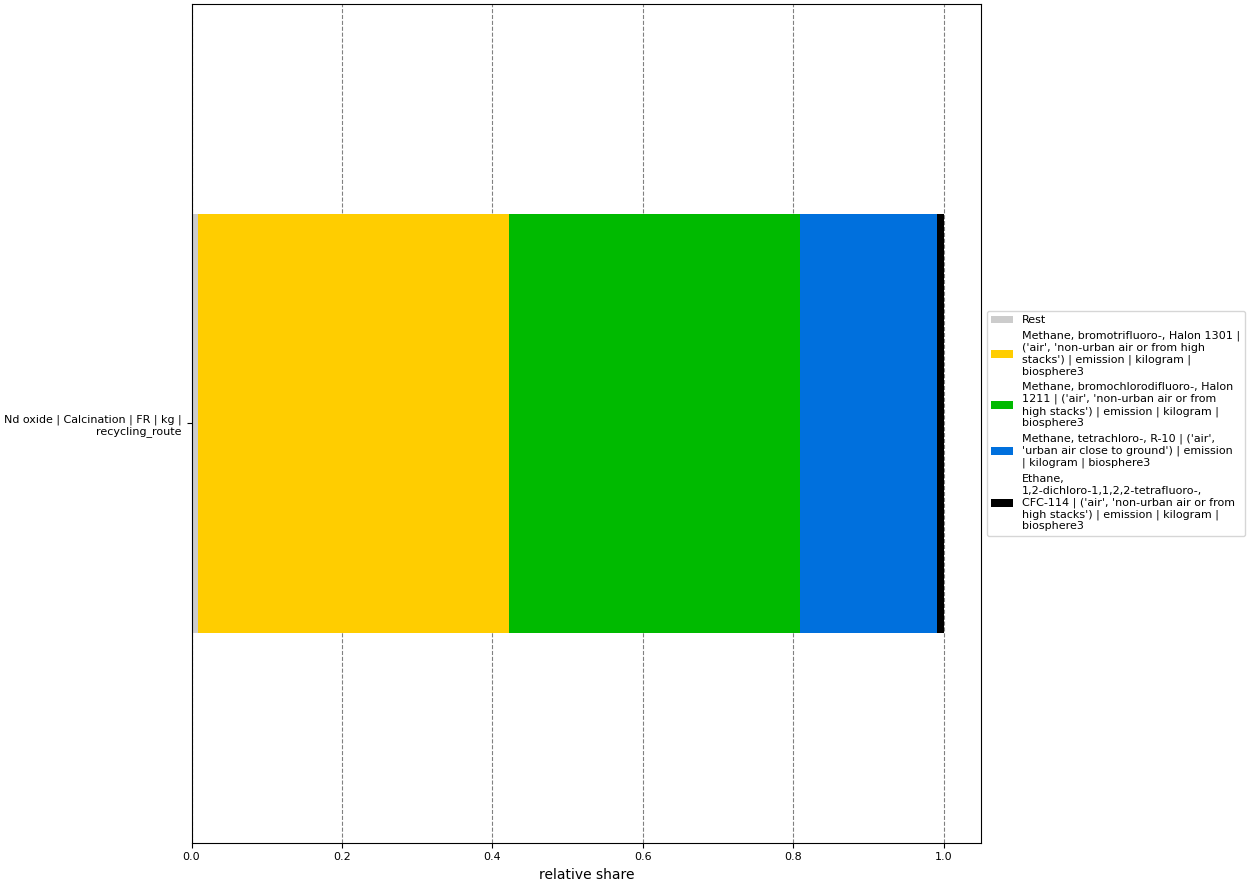 Nd oxide | Calcination | FR | kg |
recycling_route
0.0
0.2
0.4
0.6
0.8
1.0
relative share
Rest
Methane, bromotrifluoro-, Halon 1301 |
('air', 'non-urban air or from high
stacks') | emission | kilogram |
biosphere3
Methane, bromochlorodifluoro-, Halon
1211 | ('air', 'non-urban air or from
high stacks') | emission | kilogram |
biosphere3
Methane, tetrachloro-, R-10 | ('air',
'urban air close to ground') | emission
| kilogram | biosphere3
Ethane,
1,2-dichloro-1,1,2,2-tetrafluoro-,
CFC-114 | ('air', 'non-urban air or from
high stacks') | emission | kilogram |
biosphere3